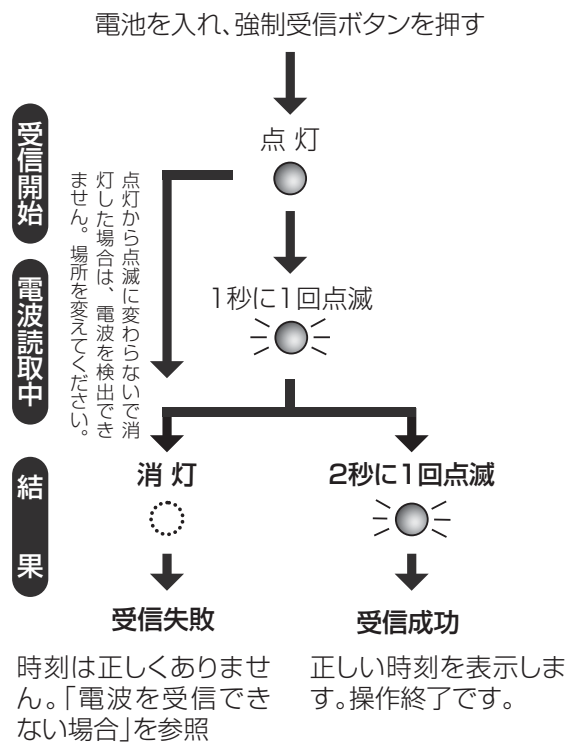 電池を入れ、強制受信ボタンを押す
受信開始
点 灯
点灯から点滅に変わらないで消
灯した場合は、電波を検出でき
ません。場所を変えてください。
電波読取中
1秒に1回点滅
結果
消 灯
2秒に1回点滅
受信失敗
受信成功
時刻は正しくありませ
ん。「電波を受信でき
ない場合」を参照
正しい時刻を表示しま
す。操作終了です。